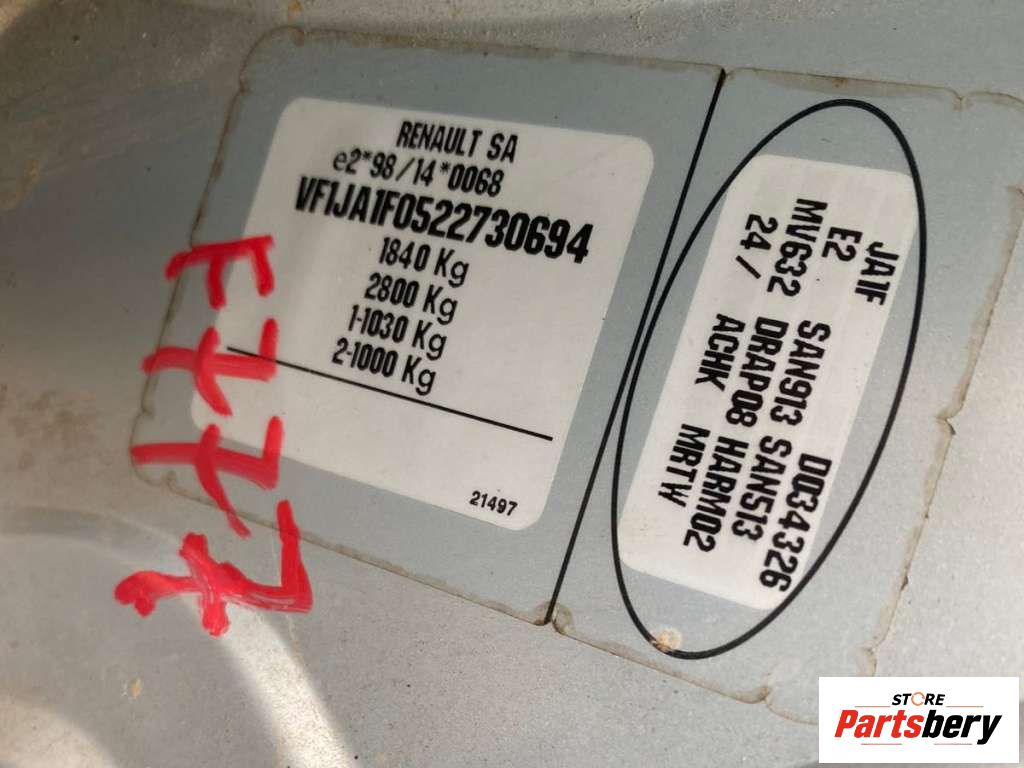 RENAULT SA
e2*98/14*0068
VF1JA1F0522730694
1840 Kg
2800 Kg
1-1030 Kg
2-1000 Kg
21497
JA1F D034326
E2 SAN913 SAN513
MV632 DRAP08 HARM02
24/ ACHK MRTW
STORE
Partsbery